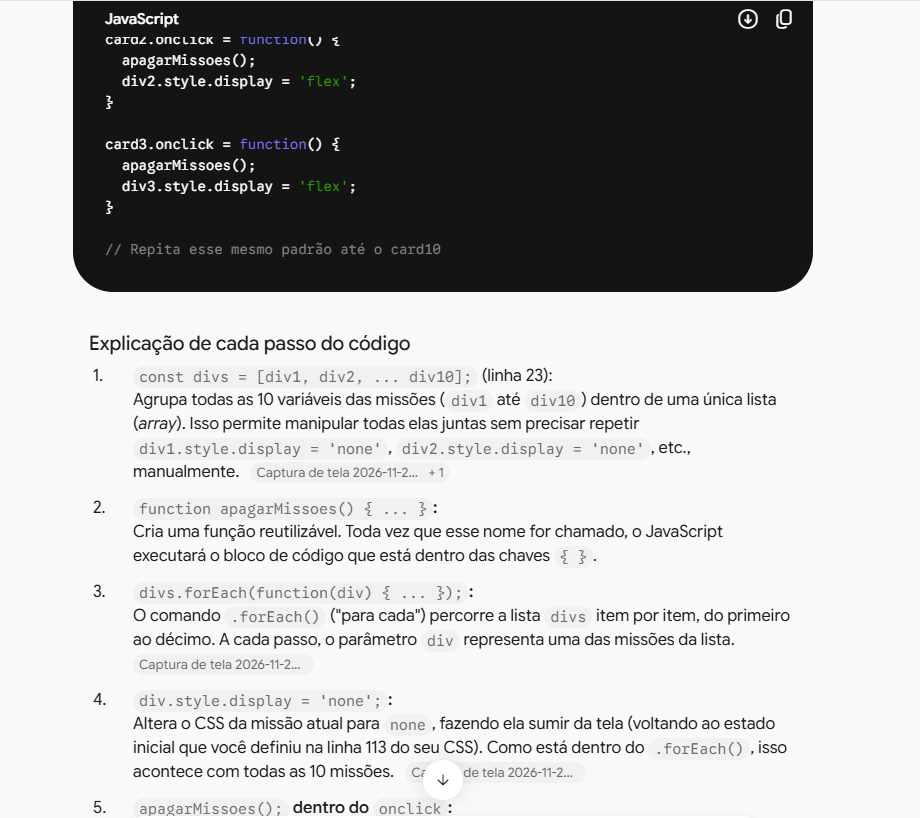 JavaScript
card2.onclick = function() {
apagarMissoes();
div2.style.display = 'flex';
}
card3.onclick = function() {
apagarMissoes();
div3.style.display = 'flex';
}
// Repita esse mesmo padrão até o card10
Explicação de cada passo do código
1. const divs = [div1, div2, ... div10]; (linha 23):
Agrupa todas as 10 variáveis das missões ( div1 até div10 ) dentro de uma única lista
(array). Isso permite manipular todas elas juntas sem precisar repetir
div1.style.display = 'none' , div2.style.display = 'none' , etc.,
manualmente. Captura de tela 2026-11-2... + 1
2. function apagarMissoes() { ... } :
Cria uma função reutilizável. Toda vez que esse nome for chamado, o JavaScript
executará o bloco de código que está dentro das chaves { } .
3. divs.forEach(function(div) { ... }); :
O comando .forEach() ("para cada") percorre a lista divs item por item, do primeiro
ao décimo. A cada passo, o parâmetro div representa uma das missões da lista.
Captura de tela 2026-11-2...
4. div.style.display = 'none'; :
Altera o CSS da missão atual para none , fazendo ela sumir da tela (voltando ao estado
inicial que você definiu na linha 113 do seu CSS). Como está dentro do .forEach() , isso
acontece com todas as 10 missões. de tela 2026-11-2...
5. apagarMissoes(); dentro do onclick :